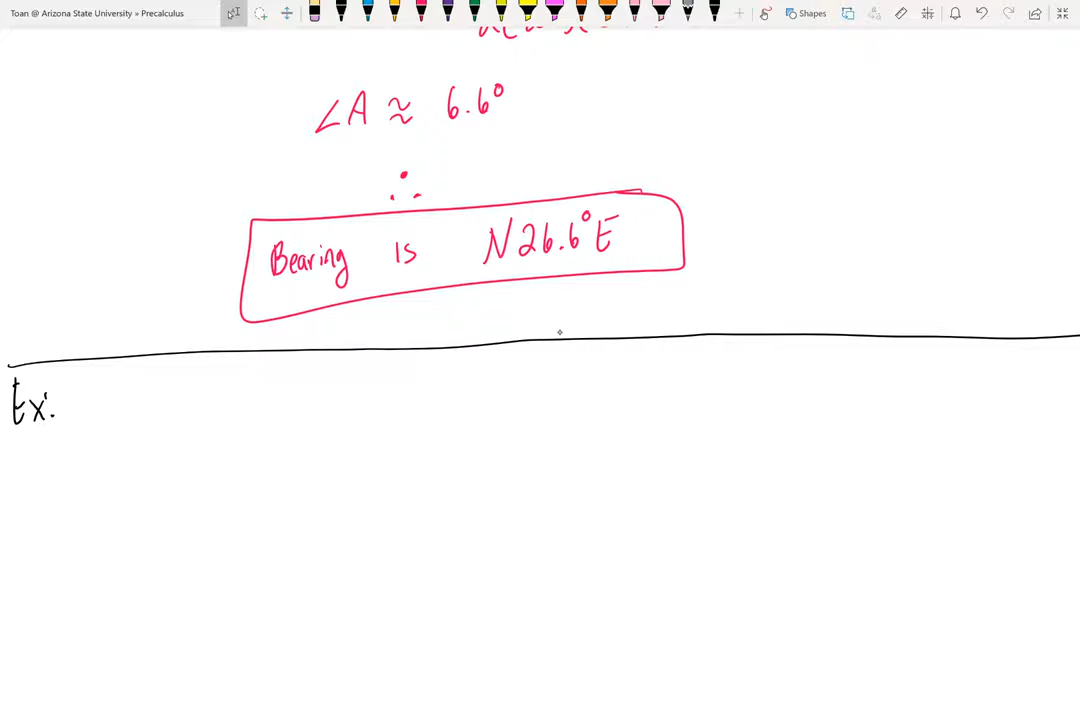 Toan @ Arizona State University » Precalculus
Shapes
∠A ≈ 6.6°
∴
Bearing is N26.6°E
Ex: